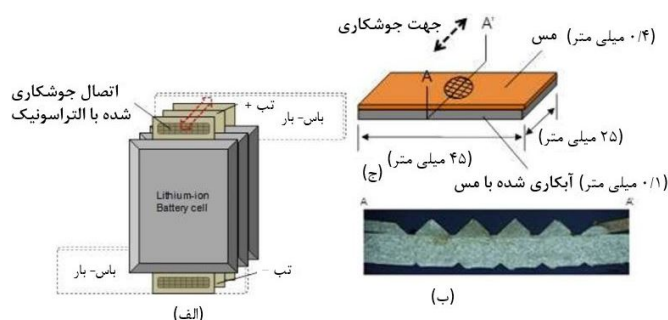 اتصال جوشکاری
شده با التراسونیک
تب +
باس- بار
Lithium-ion
Battery cell
باس- بار
تب –
(الف)
جهت جوشکاری
A'
A
مس
(۰/۴ میلی متر)
(۲۵ میلی متر)
(۴۵ میلی متر)
(ج)
آبکاری شده با مس
(۰/۱ میلی متر)
A
A'
(ب)